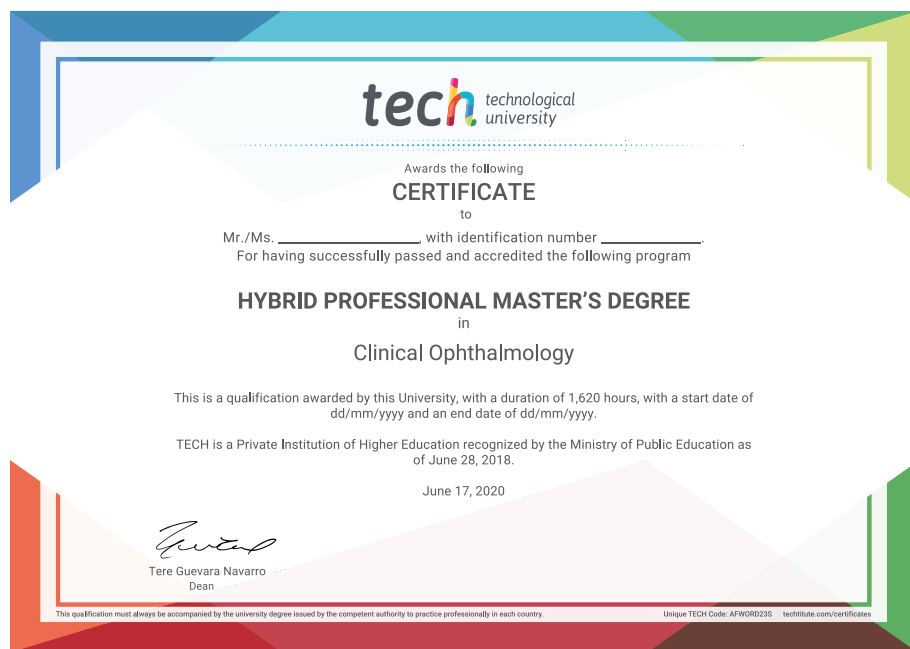 tech technological
university
Awards the following
CERTIFICATE
to
Mr./Ms. ____________________, with identification number ______________.
For having successfully passed and accredited the following program
HYBRID PROFESSIONAL MASTER'S DEGREE
in
Clinical Ophthalmology
This is a qualification awarded by this University, with a duration of 1,620 hours, with a start date of
dd/mm/yyyy and an end date of dd/mm/yyyy.
TECH is a Private Institution of Higher Education recognized by the Ministry of Public Education as
of June 28, 2018.
June 17, 2020
Tere Guevara Navarro
Dean
This qualification must always be accompanied by the university degree issued by the competent authority to practice professionally in each country.
Unique TECH Code: AFWORD23S techtitute.com/certificates